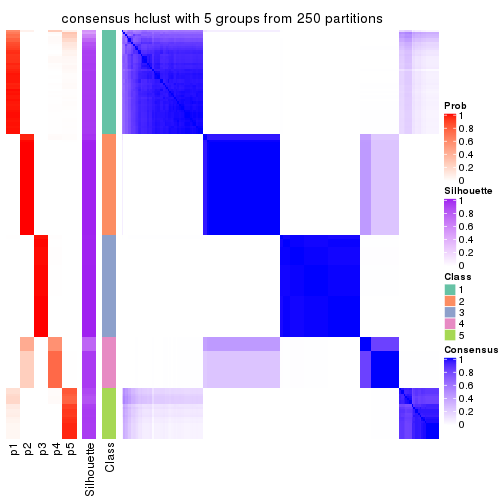 consensus hclust with 5 groups from 250 partitions
Prob
1
0.8
0.6
0.4
0.2
0
Silhouette
1
0.8
0.6
0.4
0.2
0
Class
1
2
3
4
5
Consensus
1
0.8
0.6
0.4
0.2
0
p1
p2
p3
p4
p5
Silhouette
Class